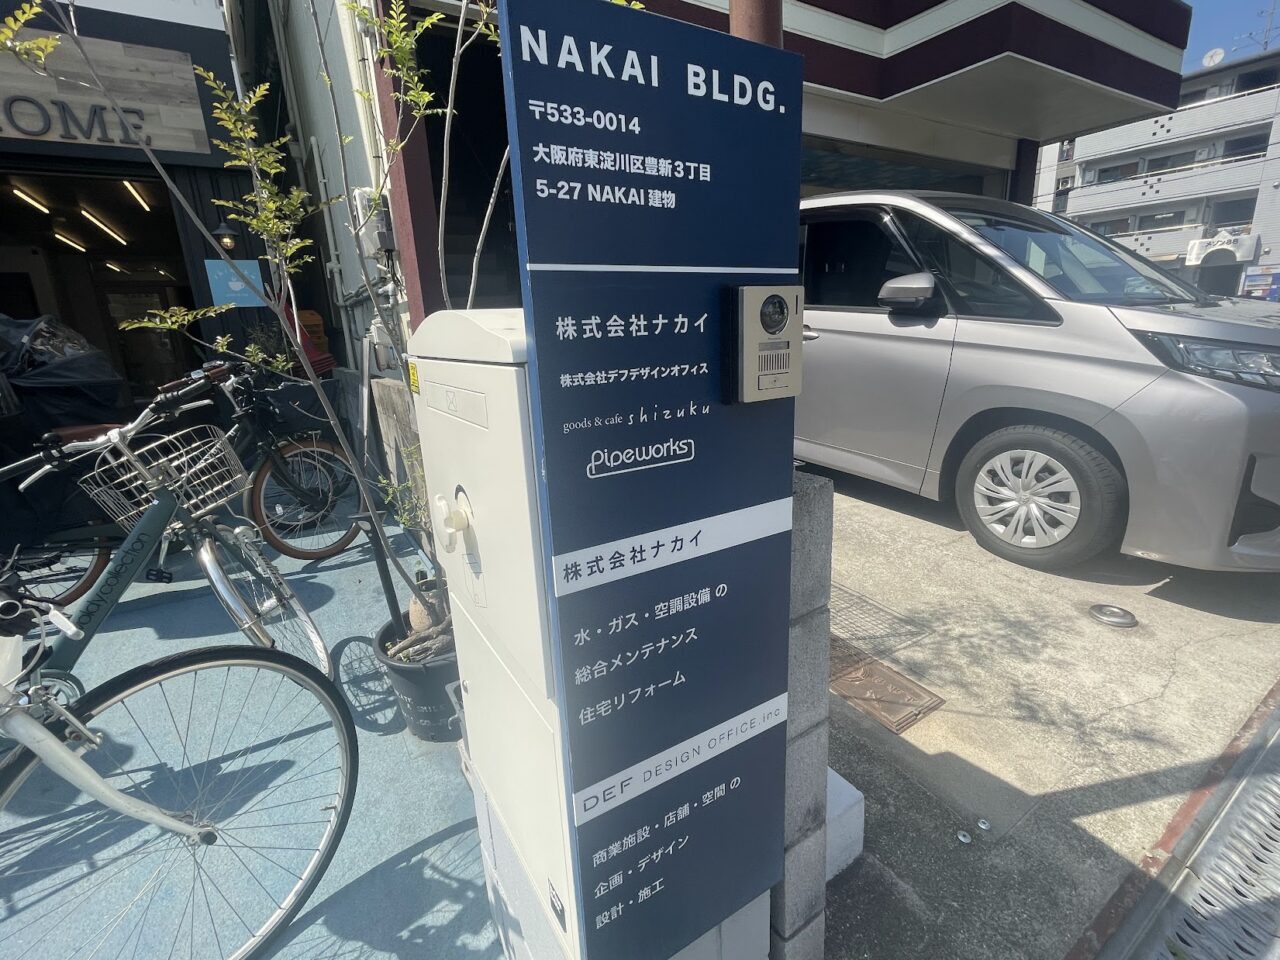 NAKAI BLDG.
〒533-0014
大阪府東淀川区豊新3丁目
5-27 NAKAI 建物
株式会社ナカイ
株式会社デフデザインオフィス
goods & cafe shizuku
Pipeworks
株式会社ナカイ
水・ガス・空調設備 の
総合メンテナンス
住宅リフォーム
DEF DESIGN OFFICE.inc
商業施設・店舗・空間 の
企画・デザイン
設計・施工
OME
メゾン88